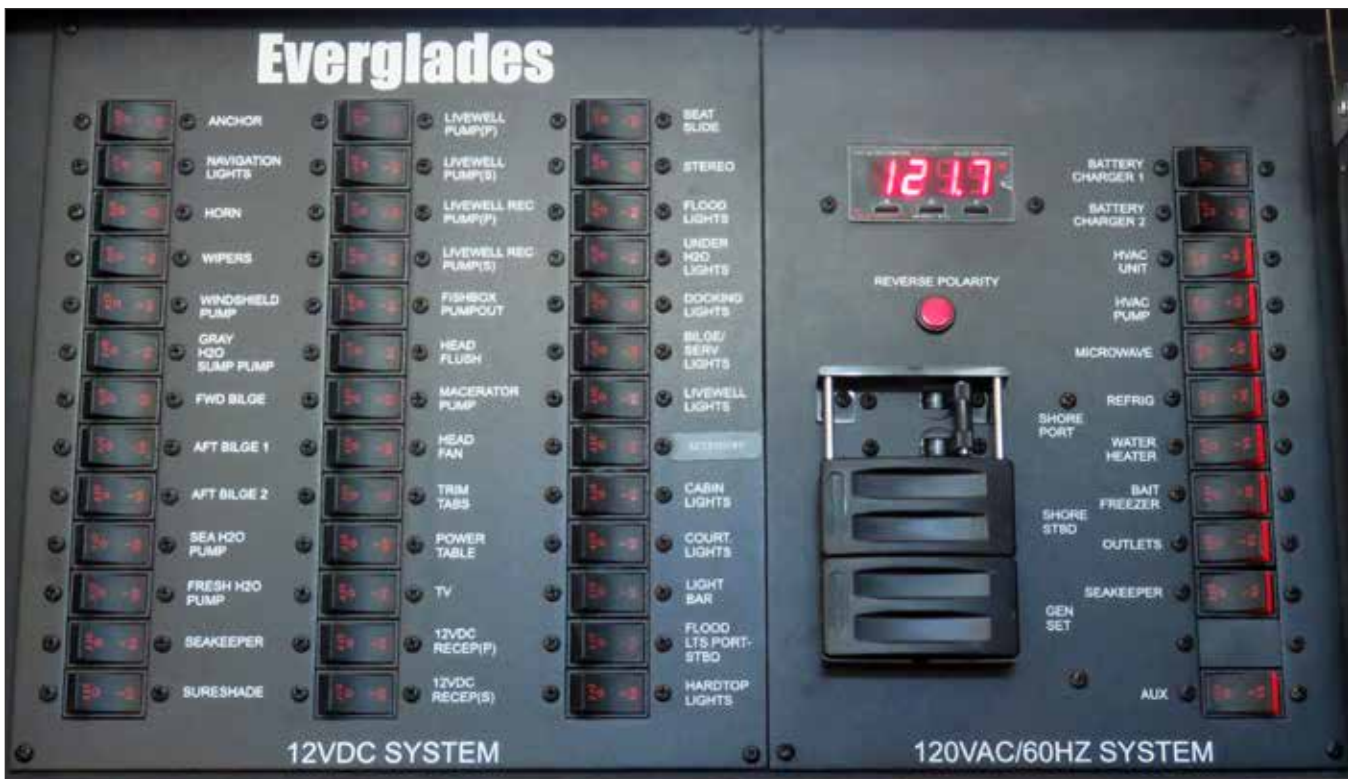 Everglades
ANCHOR
NAVIGATION
LIGHTS
HORN
WIPERS
WINDSHIELD
PUMP
GRAY
H2O
SUMP PUMP
FWD BILGE
AFT BILGE 1
AFT BILGE 2
SEA H2O
PUMP
FRESH H2O
PUMP
SEAKEEPER
SURESHADE
LIVEWELL
PUMP(P)
LIVEWELL
PUMP(S)
LIVEWELL REC
PUMP(P)
LIVEWELL REC
PUMP(S)
FISHBOX
PUMPOUT
HEAD
FLUSH
MACERATOR
PUMP
HEAD
FAN
TRIM
TABS
POWER
TABLE
TV
12VDC
RECEP(P)
12VDC
RECEP(S)
SEAT
SLIDE
STEREO
FLOOD
LIGHTS
UNDER
H2O
LIGHTS
DOCKING
LIGHTS
BILGE/
SERV
LIGHTS
LIVEWELL
LIGHTS
CABIN
LIGHTS
COURT.
LIGHTS
LIGHT
BAR
FLOOD
LTS PORT-
STBD
HARDTOP
LIGHTS
12VDC SYSTEM
121.7
REVERSE POLARITY
SHORE
PORT
SHORE
STBD
GEN
SET
BATTERY
CHARGER 1
BATTERY
CHARGER 2
HVAC
UNIT
HVAC
PUMP
MICROWAVE
REFRIG
WATER
HEATER
BAIT
FREEZER
OUTLETS
SEAKEEPER
AUX
120VAC/60HZ SYSTEM